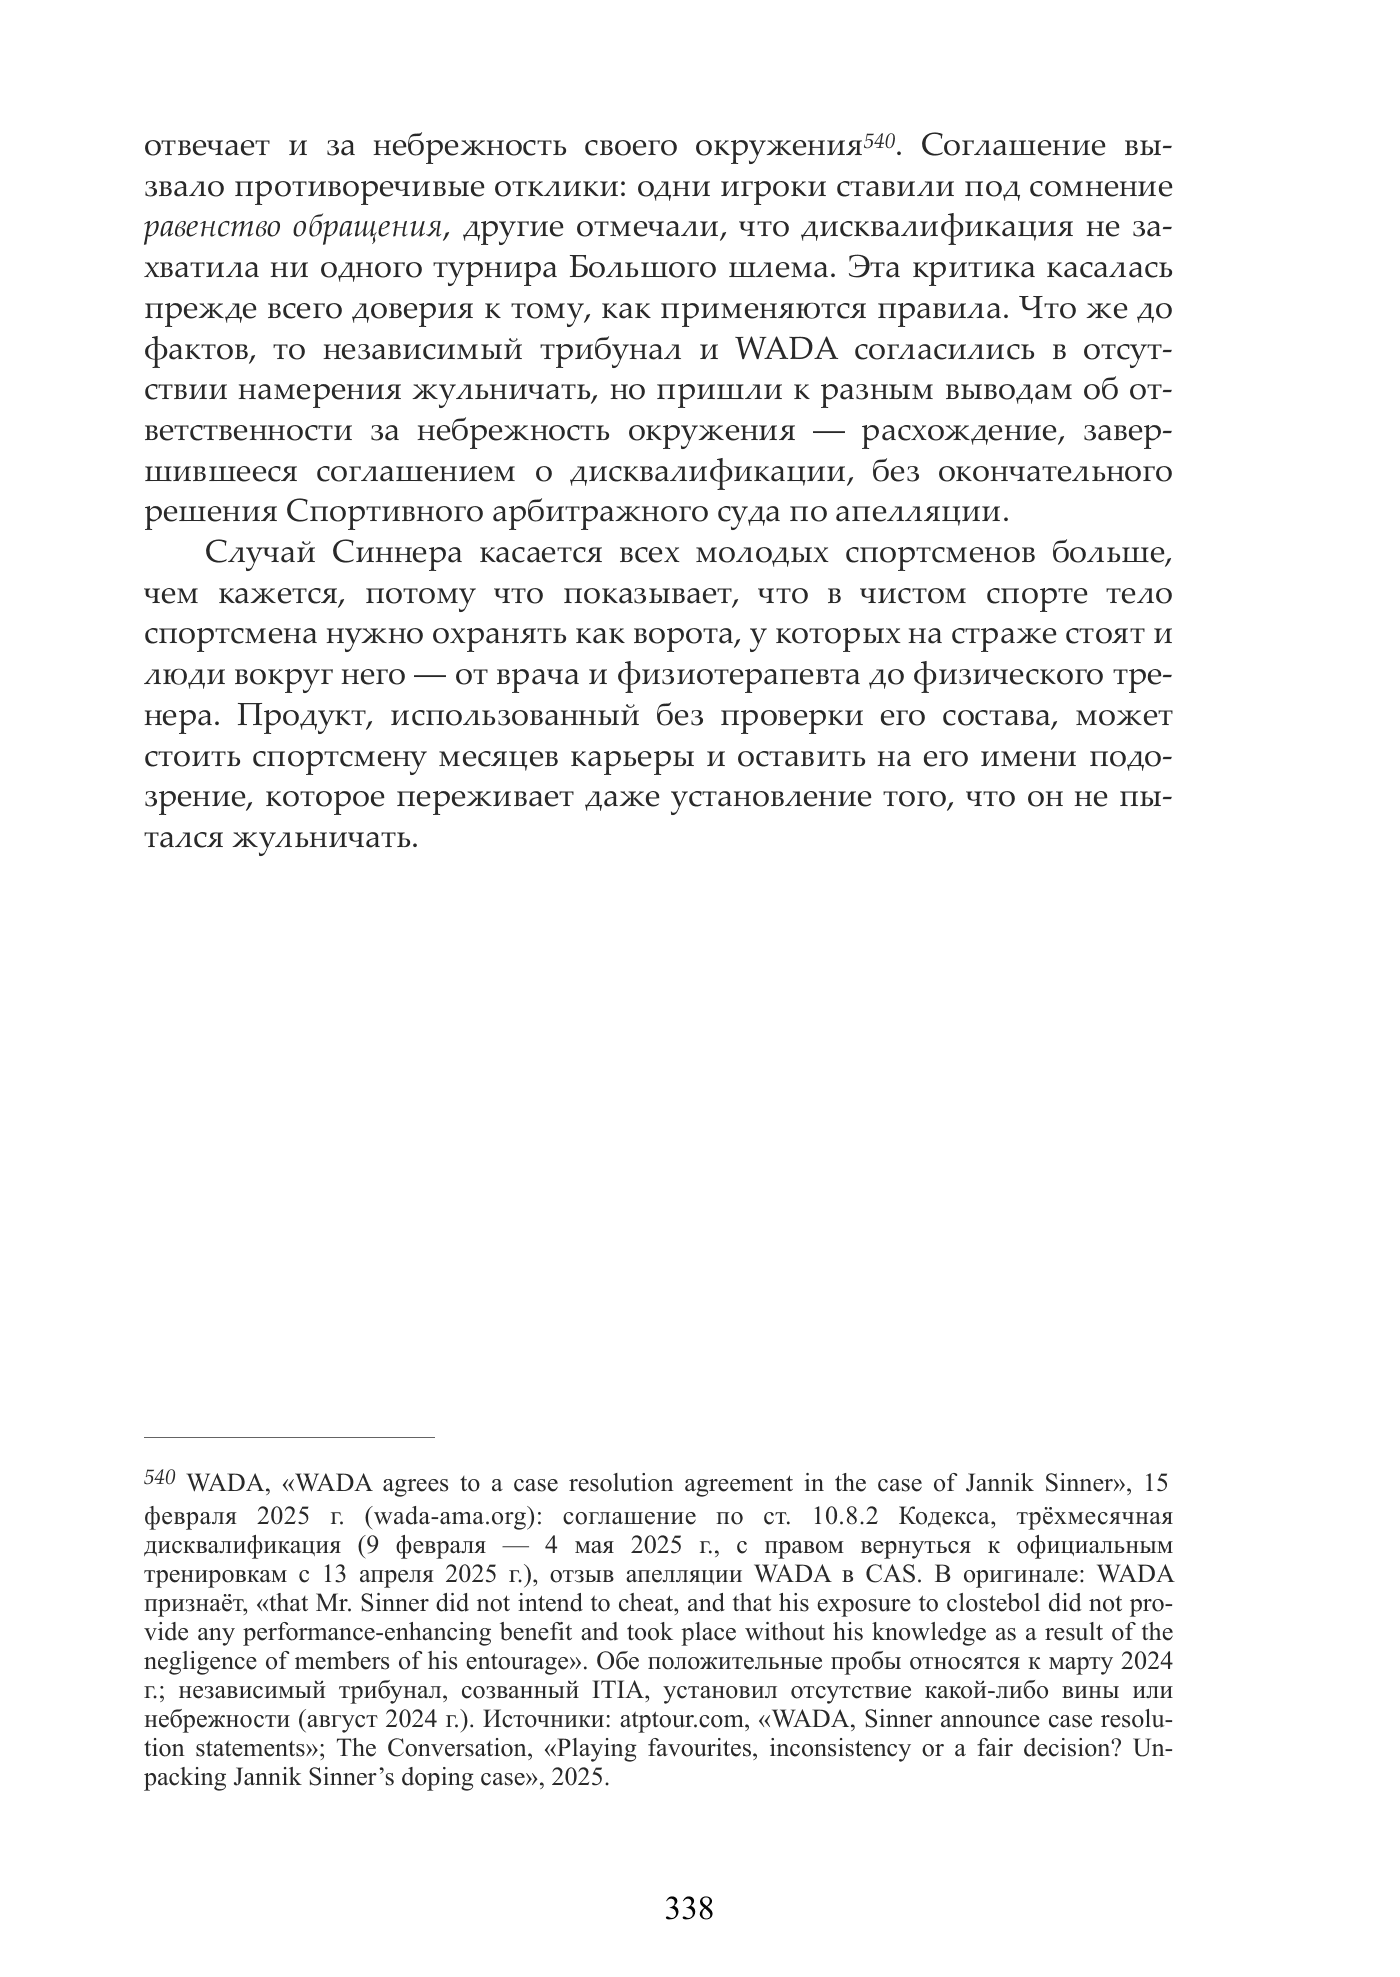 отвечает и за небрежность своего окружения540. Соглашение вы-
звало противоречивые отклики: одни игроки ставили под сомнение
равенство обращения, другие отмечали, что дисквалификация не за-
хватила ни одного турнира Большого шлема. Эта критика касалась
прежде всего доверия к тому, как применяются правила. Что же до
фактов, то независимый трибунал и WADA согласились в отсут-
ствии намерения жульничать, но пришли к разным выводам об от-
ветственности за небрежность окружения — расхождение, завер-
шившееся соглашением о дисквалификации, без окончательного
решения Спортивного арбитражного суда по апелляции.
Случай Синнера касается всех молодых спортсменов больше,
чем кажется, потому что показывает, что в чистом спорте тело
спортсмена нужно охранять как ворота, у которых на страже стоят и
люди вокруг него — от врача и физиотерапевта до физического тре-
нера. Продукт, использованный без проверки его состава, может
стоить спортсмену месяцев карьеры и оставить на его имени подо-
зрение, которое переживает даже установление того, что он не пы-
тался жульничать.
540 WADA, «WADA agrees to a case resolution agreement in the case of Jannik Sinner», 15
февраля 2025 г. (wada-ama.org): соглашение по ст. 10.8.2 Кодекса, трёхмесячная
дисквалификация (9 февраля — 4 мая 2025 г., с правом вернуться к официальным
тренировкам с 13 апреля 2025 г.), отзыв апелляции WADA в CAS. В оригинале: WADA
признаёт, «that Mr. Sinner did not intend to cheat, and that his exposure to clostebol did not pro-
vide any performance-enhancing benefit and took place without his knowledge as a result of the
negligence of members of his entourage». Обе положительные пробы относятся к марту 2024
г.; независимый трибунал, созванный ITIA, установил отсутствие какой-либо вины или
небрежности (август 2024 г.). Источники: atptour.com, «WADA, Sinner announce case resolu-
tion statements»; The Conversation, «Playing favourites, inconsistency or a fair decision? Un-
packing Jannik Sinner’s doping case», 2025.
338